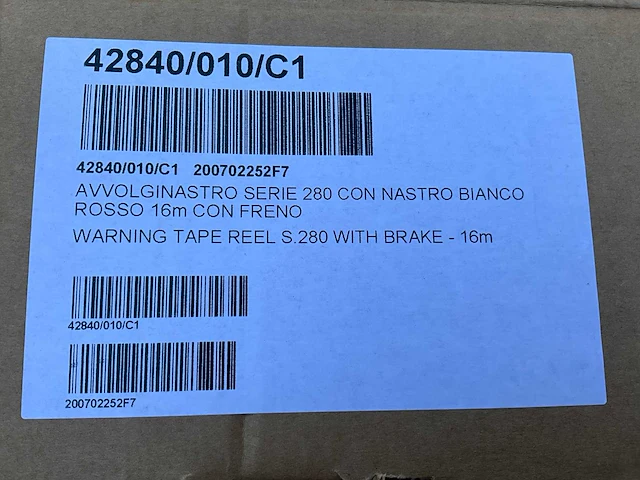 42840/010/C1
42840/010/C1 200702252F7
AVVOLGINASTRO SERIE 280 CON NASTRO BIANCO
ROSSO 16m CON FRENO
WARNING TAPE REEL S.280 WITH BRAKE - 16m
42840/010/C1
200702252F7